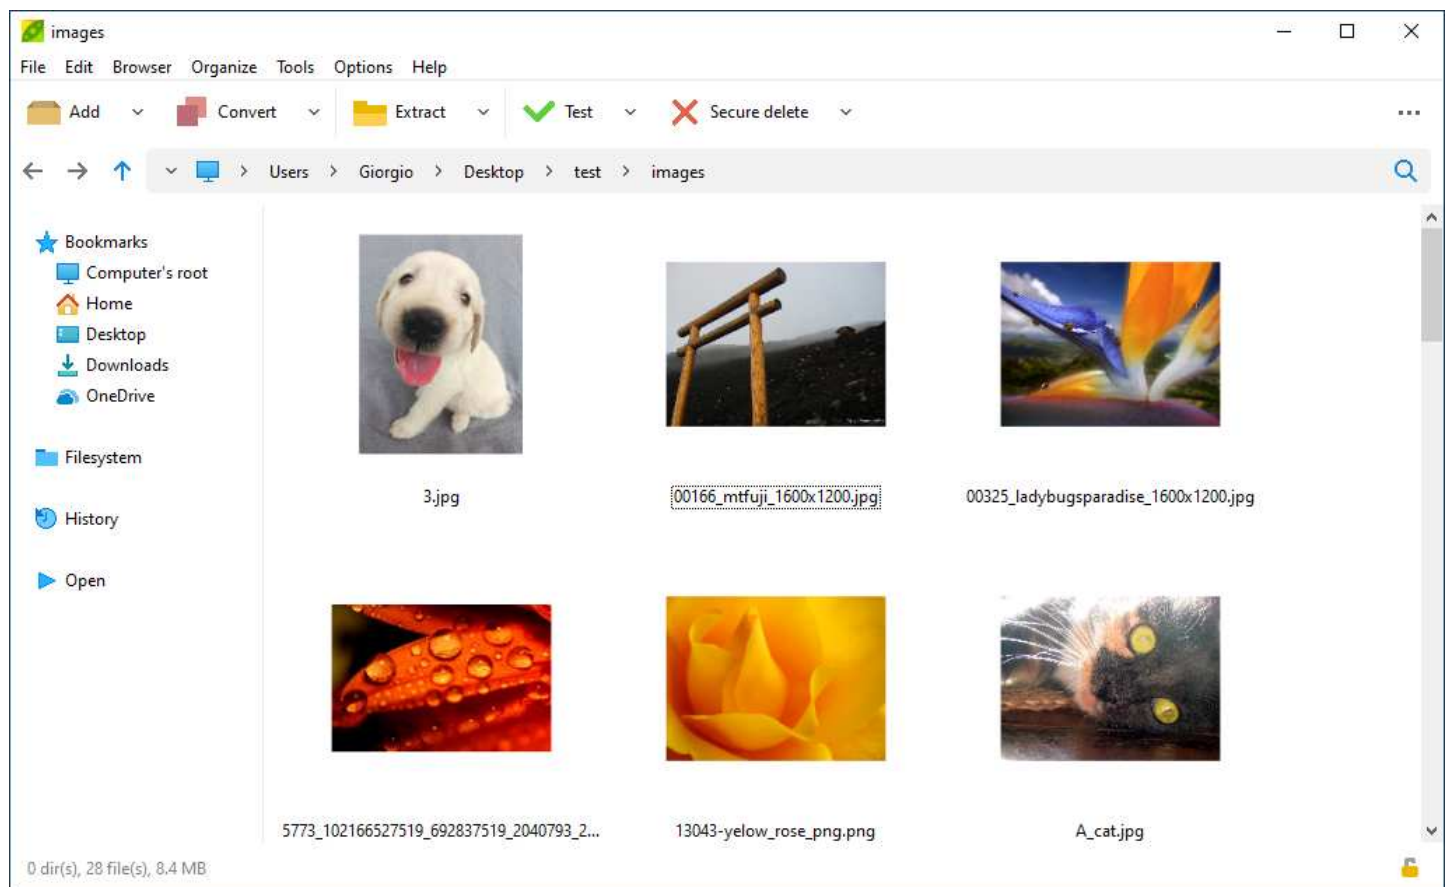 images
File Edit Browser Organize Tools Options Help
Add Convert Extract Test Secure delete
Users Giorgio Desktop test images
Bookmarks
Computer's root
Home
Desktop
Downloads
OneDrive
Filesystem
History
Open
3.jpg 00166_mtfuji_1600x1200.jpg 00325_ladybugsparadise_1600x1200.jpg
5773_102166527519_692837519_2040793_2... 13043-yelow_rose_png.png A_cat.jpg
0 dir(s), 28 file(s), 8.4 MB